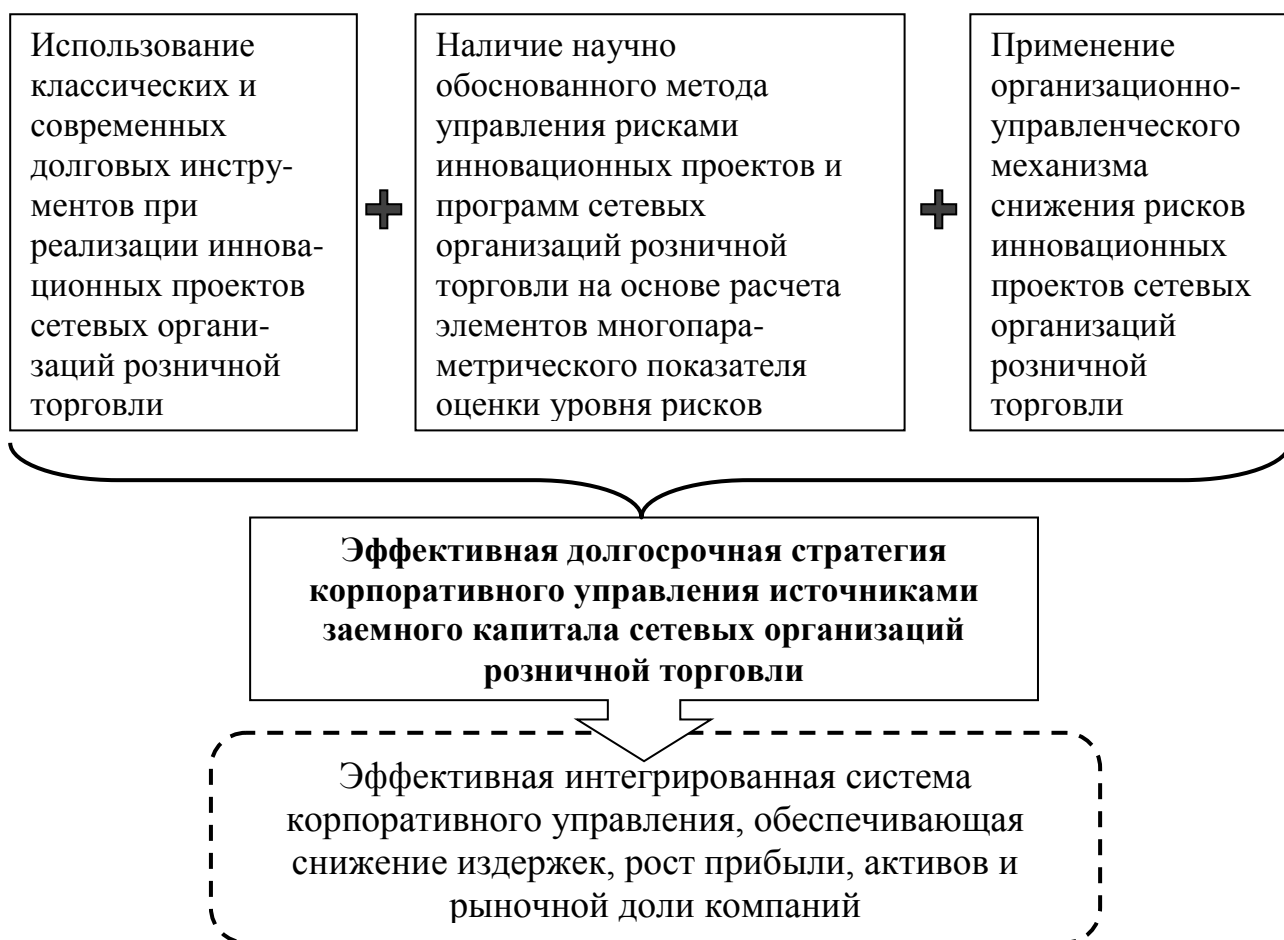 Использование
классических и
современных
долговых инстру-
ментов при
реализации иннова-
ционных проектов
сетевых органи-
заций розничной
торговли
Наличие научно
обоснованного метода
управления рисками
инновационных проектов и
программ сетевых
организаций розничной
торговли на основе расчета
элементов многопара-
метрического показателя
оценки уровня рисков
Применение
организационно-
управленческого
механизма
снижения рисков
инновационных
проектов сетевых
организаций
розничной
торговли
Эффективная долгосрочная стратегия
корпоративного управления источниками
заемного капитала сетевых организаций
розничной торговли
Эффективная интегрированная система
корпоративного управления, обеспечивающая
снижение издержек, рост прибыли, активов и
рыночной доли компаний